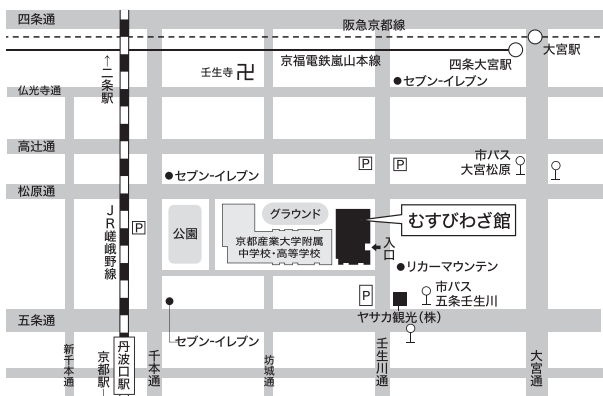 四条通
阪急京都線
大宮駅
京福電鉄嵐山本線
四条大宮駅
↑二条駅
壬生寺 卍
セブン-イレブン
仏光寺通
高辻通
P
P
市バス
大宮松原
セブン-イレブン
松原通
JR嵯峨野線
P
公園
グラウンド
京都産業大学附属
中学校・高等学校
むすびわざ館
入口
リカーマウンテン
P
市バス
五条壬生川
ヤサカ観光(株)
五条通
セブン-イレブン
新千本通
京都駅
丹波口駅
千本通
坊城通
壬生川通
大宮通